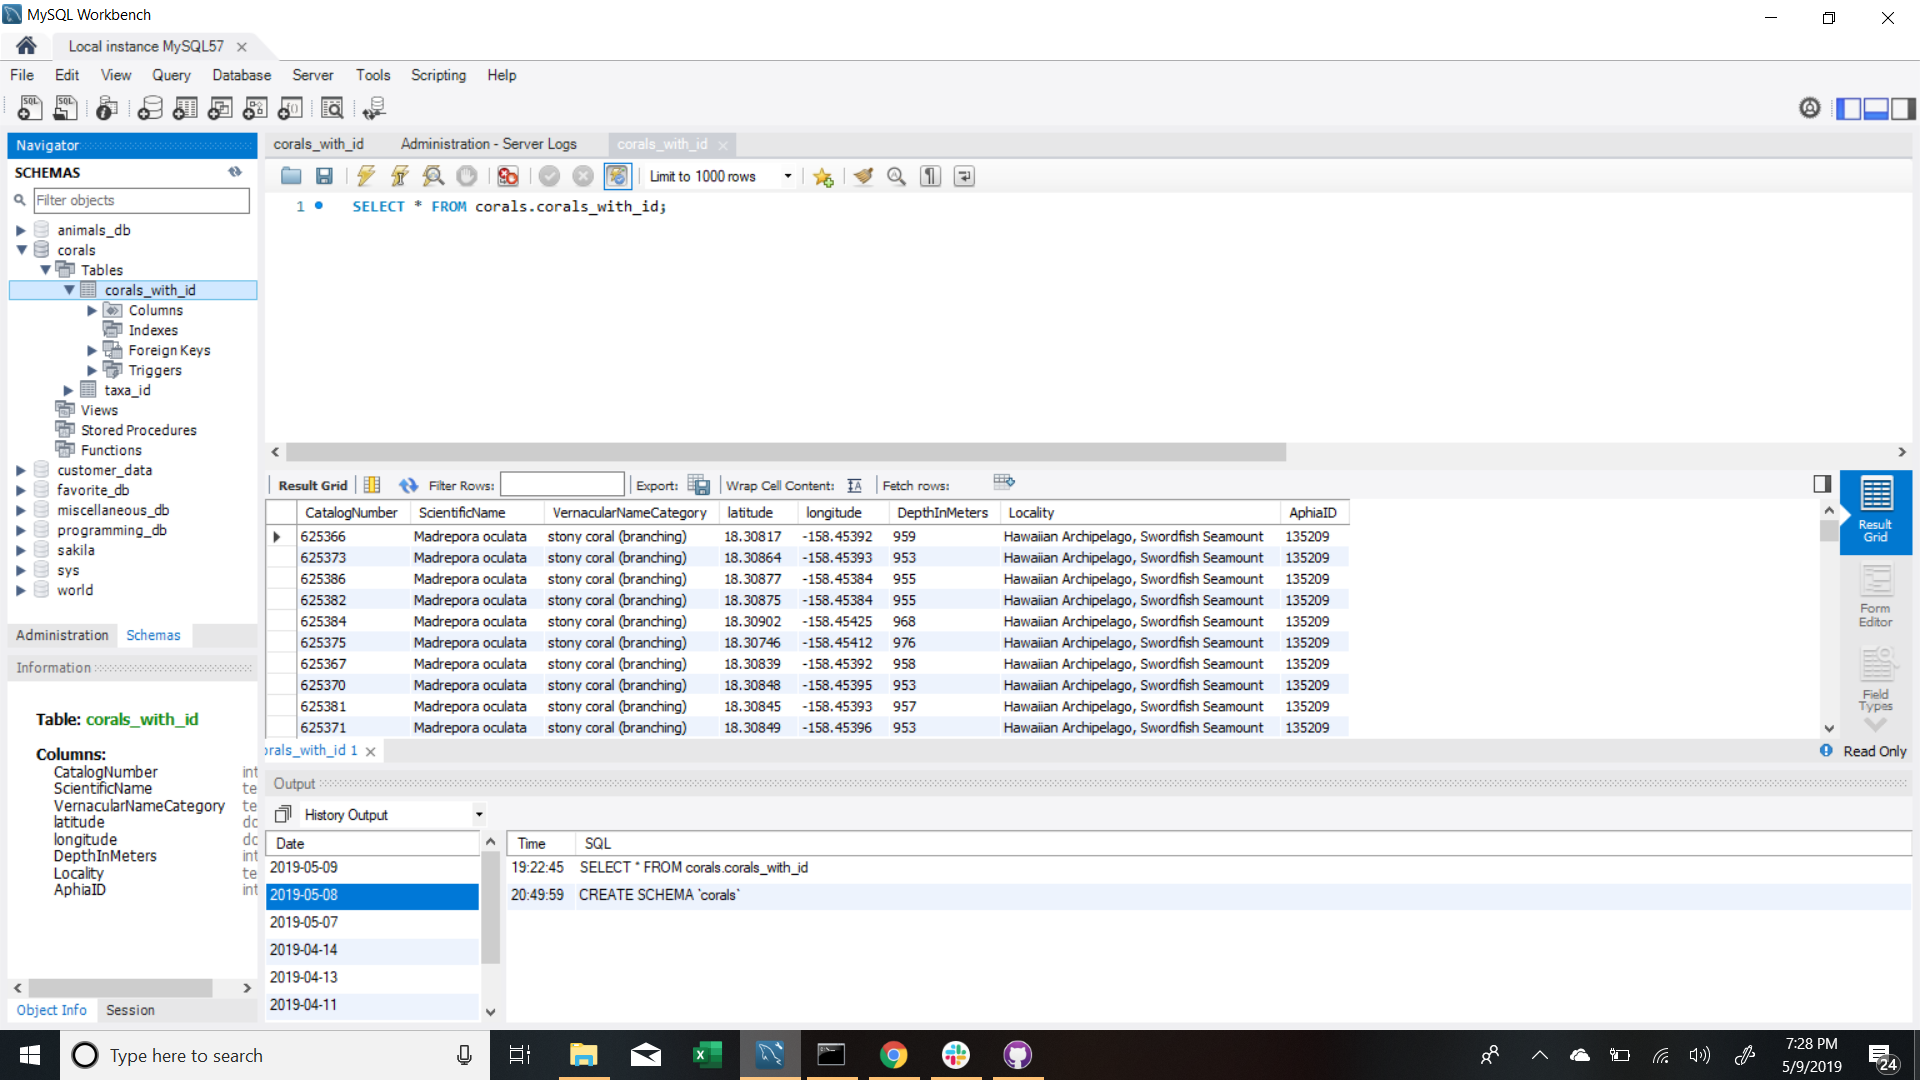 MySQL Workbench
Local instance MySQL57
File Edit View Query Database Server Tools Scripting Help
Navigator
SCHEMAS
Filter objects
animals_db
corals
Tables
corals_with_id
Columns
Indexes
Foreign Keys
Triggers
taxa_id
Views
Stored Procedures
Functions
customer_data
favorite_db
miscellaneous_db
programming_db
sakila
sys
world
Administration Schemas
Information
Table: corals_with_id
Columns:
CatalogNumber int
ScientificName te
VernacularNameCategory te
latitude do
longitude do
DepthInMeters int
Locality te
AphiaID int
Object Info Session
corals_with_id Administration - Server Logs corals_with_id
Limit to 1000 rows
1 SELECT * FROM corals.corals_with_id;
Result Grid Filter Rows: Export: Wrap Cell Content: Fetch rows:
CatalogNumber ScientificName VernacularNameCategory latitude longitude DepthInMeters Locality AphiaID
625366 Madrepora oculata stony coral (branching) 18.30817 -158.45392 959 Hawaiian Archipelago, Swordfish Seamount 135209
625373 Madrepora oculata stony coral (branching) 18.30864 -158.45393 953 Hawaiian Archipelago, Swordfish Seamount 135209
625386 Madrepora oculata stony coral (branching) 18.30877 -158.45384 955 Hawaiian Archipelago, Swordfish Seamount 135209
625382 Madrepora oculata stony coral (branching) 18.30875 -158.45384 955 Hawaiian Archipelago, Swordfish Seamount 135209
625384 Madrepora oculata stony coral (branching) 18.30902 -158.45425 968 Hawaiian Archipelago, Swordfish Seamount 135209
625375 Madrepora oculata stony coral (branching) 18.30746 -158.45412 976 Hawaiian Archipelago, Swordfish Seamount 135209
625367 Madrepora oculata stony coral (branching) 18.30839 -158.45392 958 Hawaiian Archipelago, Swordfish Seamount 135209
625370 Madrepora oculata stony coral (branching) 18.30848 -158.45395 953 Hawaiian Archipelago, Swordfish Seamount 135209
625381 Madrepora oculata stony coral (branching) 18.30845 -158.45393 957 Hawaiian Archipelago, Swordfish Seamount 135209
625371 Madrepora oculata stony coral (branching) 18.30849 -158.45396 953 Hawaiian Archipelago, Swordfish Seamount 135209
Result
Grid
Form
Editor
Field
Types
orals_with_id 1
Read Only
Output
History Output
Date
2019-05-09
2019-05-08
2019-05-07
2019-04-14
2019-04-13
2019-04-11
Time SQL
19:22:45 SELECT * FROM corals.corals_with_id
20:49:59 CREATE SCHEMA `corals`
Type here to search
7:28 PM
5/9/2019
24